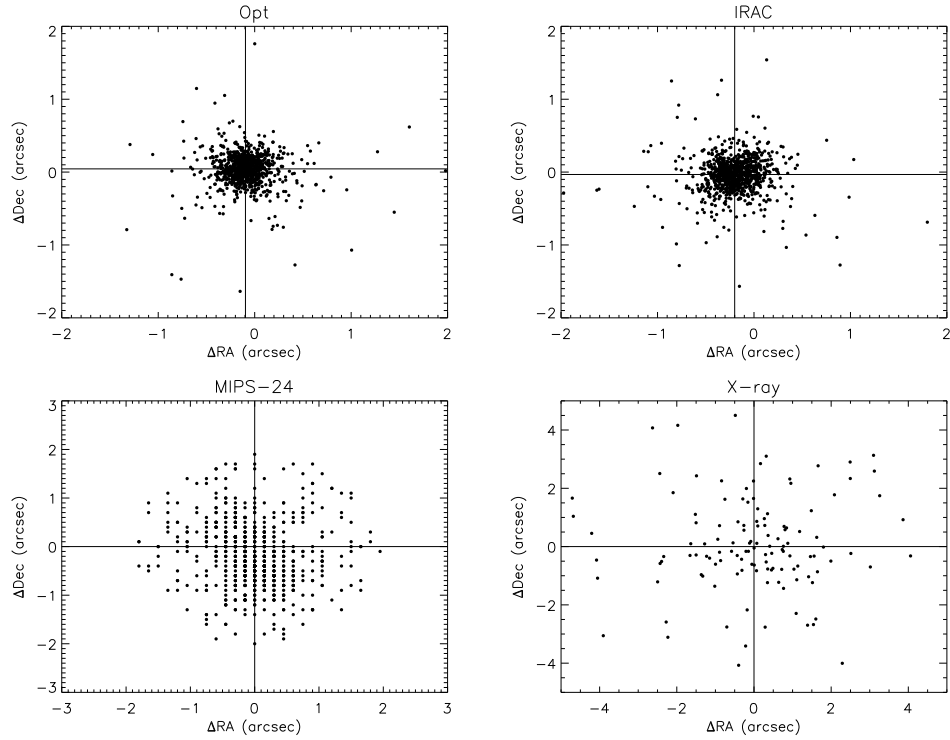 Opt
2
1
0
−1
−2
ΔDec (arcsec)
−2 −1 0 1 2
ΔRA (arcsec)
IRAC
2
1
0
−1
−2
ΔDec (arcsec)
−2 −1 0 1 2
ΔRA (arcsec)
MIPS−24
3
2
1
0
−1
−2
−3
ΔDec (arcsec)
−3 −2 −1 0 1 2 3
ΔRA (arcsec)
X−ray
4
2
0
−2
−4
ΔDec (arcsec)
−4 −2 0 2 4
ΔRA (arcsec)